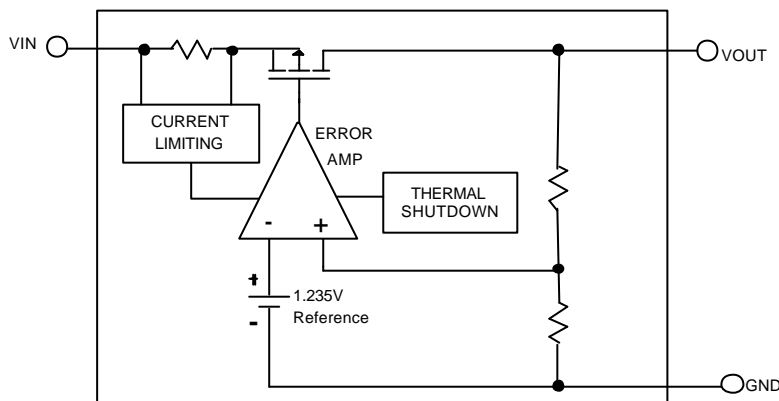 VIN
VOUT
CURRENT
LIMITING
ERROR
AMP
THERMAL
SHUTDOWN
- +
+
1.235V
Reference
-
GND